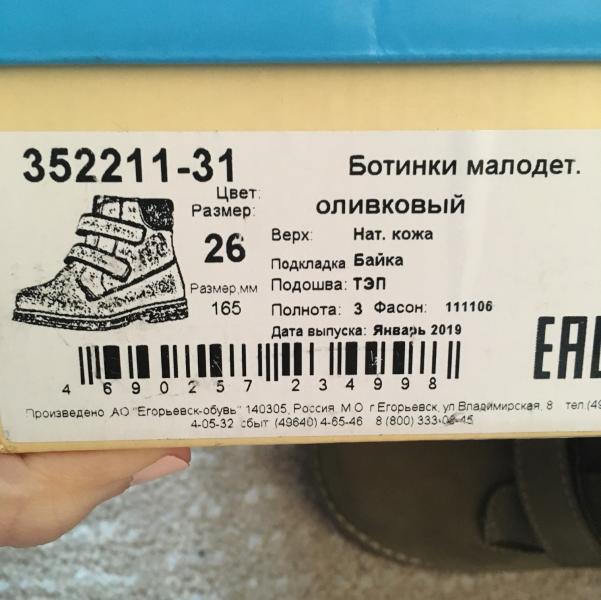 352211-31 Ботинки малодет.
Цвет: оливковый
Размер: 26
Верх: Нат. кожа
Подкладка Байка
Размер,мм 165
Подошва: ТЭП
Полнота: 3 Фасон: 111106
Дата выпуска: Январь 2019
EAC
4 690257 234998
Произведено АО "Егорьевск-обувь" 140305, Россия, М.О. г.Егорьевск, ул.Владимирская, 8 тел.(49
4-05-32 сбыт (49640) 4-65-46 8 (800) 333-